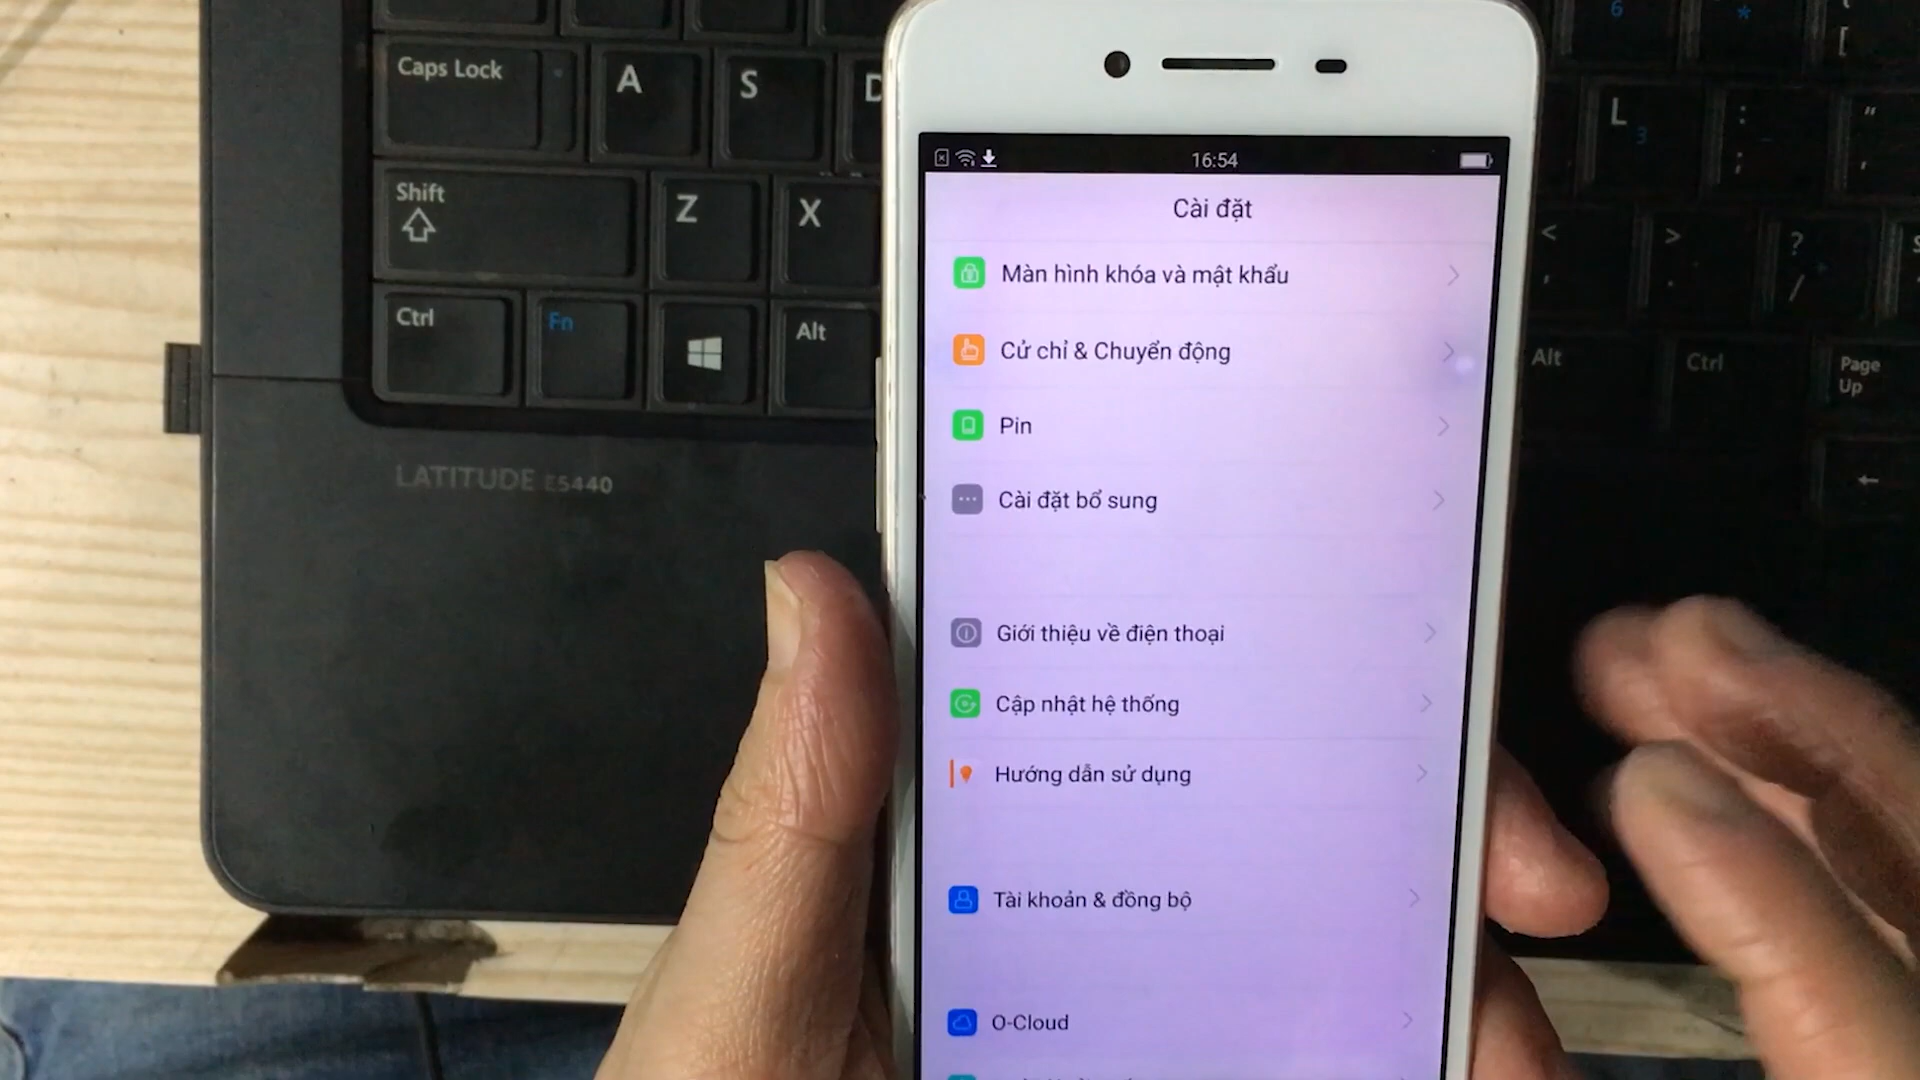 Caps Lock
A
S
D
Shift
Z
X
Ctrl
Fn
Alt
LATITUDE E5440
16:54
Cài đặt
Màn hình khóa và mật khẩu
Cử chỉ & Chuyển động
Pin
Cài đặt bổ sung
Giới thiệu về điện thoại
Cập nhật hệ thống
Hướng dẫn sử dụng
Tài khoản & đồng bộ
O-Cloud
6
*
[
L
3
:
;
"
'
<
,
>
.
?
/
Alt
Ctrl
Page
Up